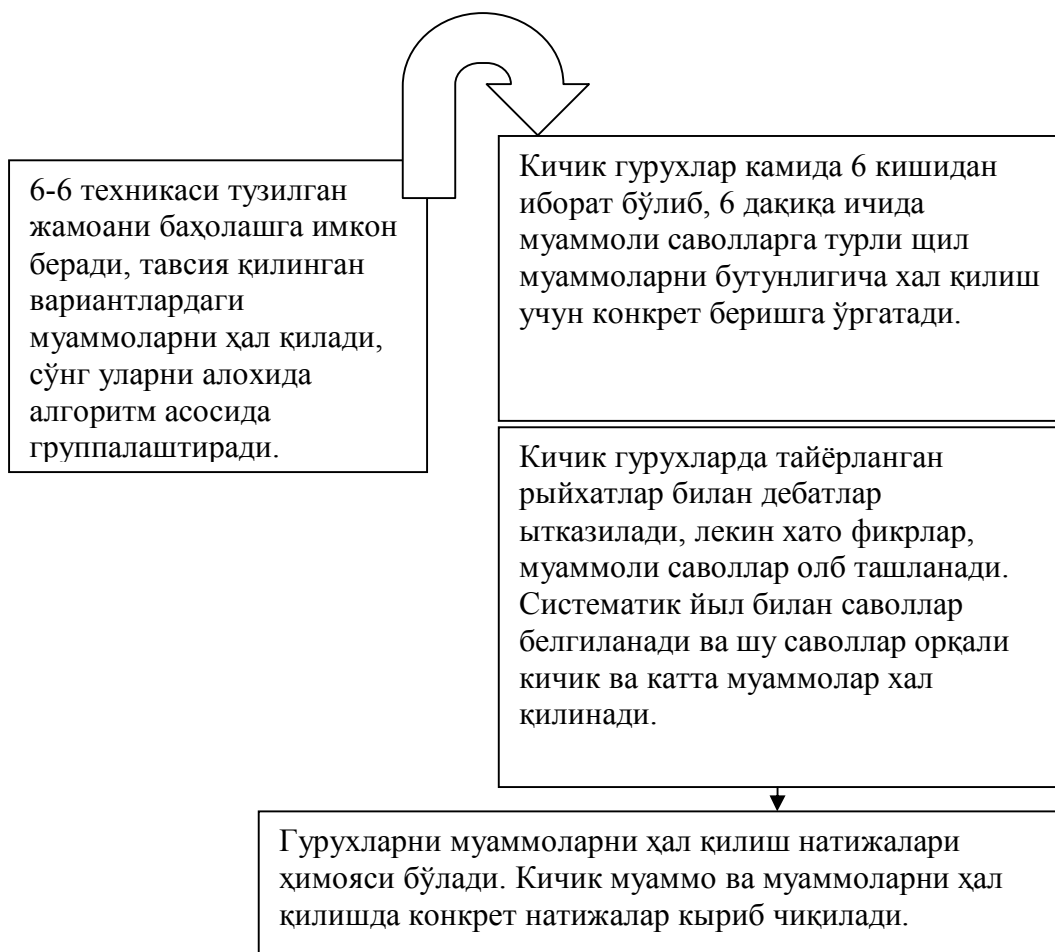 6-6 техникаси тузилган
жамоани баҳолашга имкон
беради, тавсия қилинган
вариантлардаги
муаммоларни ҳал қилади,
сўнг уларни алохида
алгоритм асосида
группалаштиради.
Кичик гурухлар камида 6 кишидан
иборат бўлиб, 6 дақиқа ичида
муаммоли саволларга турли щил
муаммоларни бутунлигича хал қилиш
учун конкрет беришга ўргатади.
Кичик гурухларда тайёрланган
рыйхатлар билан дебатлар
ытказилади, лекин хато фикрлар,
муаммоли саволлар олб ташланади.
Систематик йыл билан саволлар
белгиланади ва шу саволлар орқали
кичик ва катта муаммолар хал
қилинади.
Гурухларни муаммоларни ҳал қилиш натижалари
ҳимояси бўлади. Кичик муаммо ва муаммоларни ҳал
қилишда конкрет натижалар кыриб чиқилади.